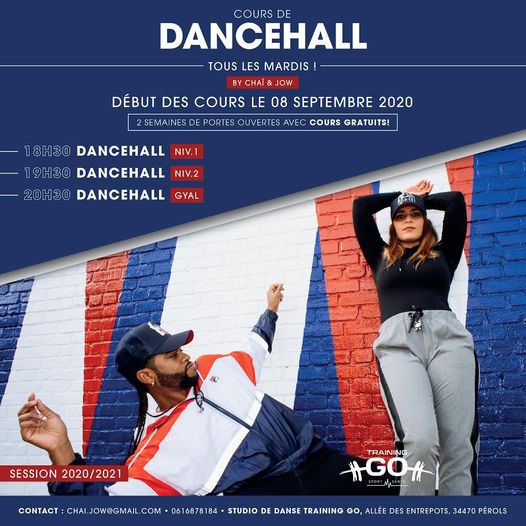 COURS DE
DANCEHALL
TOUS LES MARDIS !
BY CHAÏ & JOW
DÉBUT DES COURS LE 08 SEPTEMBRE 2020
2 SEMAINES DE PORTES OUVERTES AVEC COURS GRATUITS!
18H30 DANCEHALL NIV.1
19H30 DANCEHALL NIV.2
20H30 DANCEHALL GYAL
TRAINING
GO
SPORT SANTÉ
SESSION 2020/2021
CONTACT : CHAI.JOW@GMAIL.COM • 0616878184 • STUDIO DE DANSE TRAINING GO, ALLÉE DES ENTREPOTS, 34470 PÉROLS